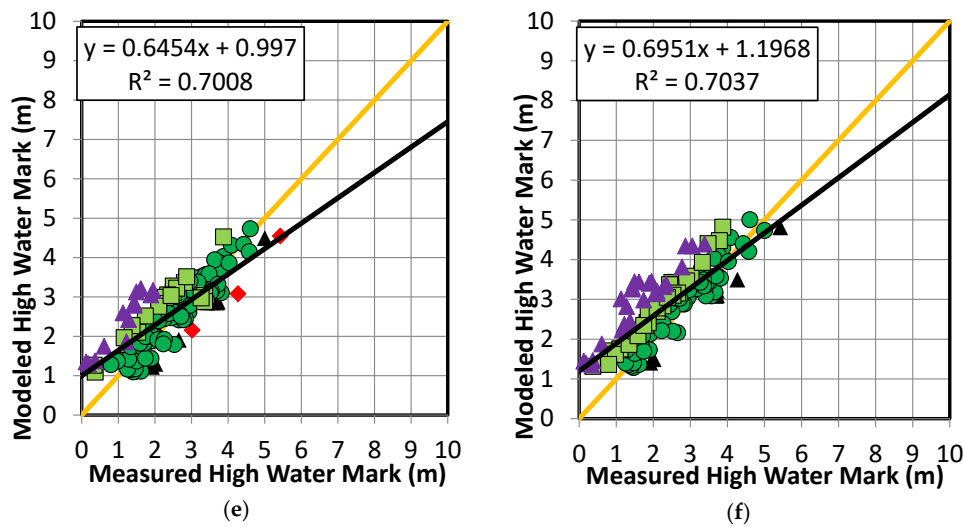 10
9
8
7
6
5
4
3
2
1
0
Modeled High Water Mark (m)
y = 0.6454x + 0.997
R² = 0.7008
0 1 2 3 4 5 6 7 8 9 10
Measured High Water Mark (m)
(e)
10
9
8
7
6
5
4
3
2
1
0
Modeled High Water Mark (m)
y = 0.6951x + 1.1968
R² = 0.7037
0 1 2 3 4 5 6 7 8 9 10
Measured High Water Mark (m)
(f)